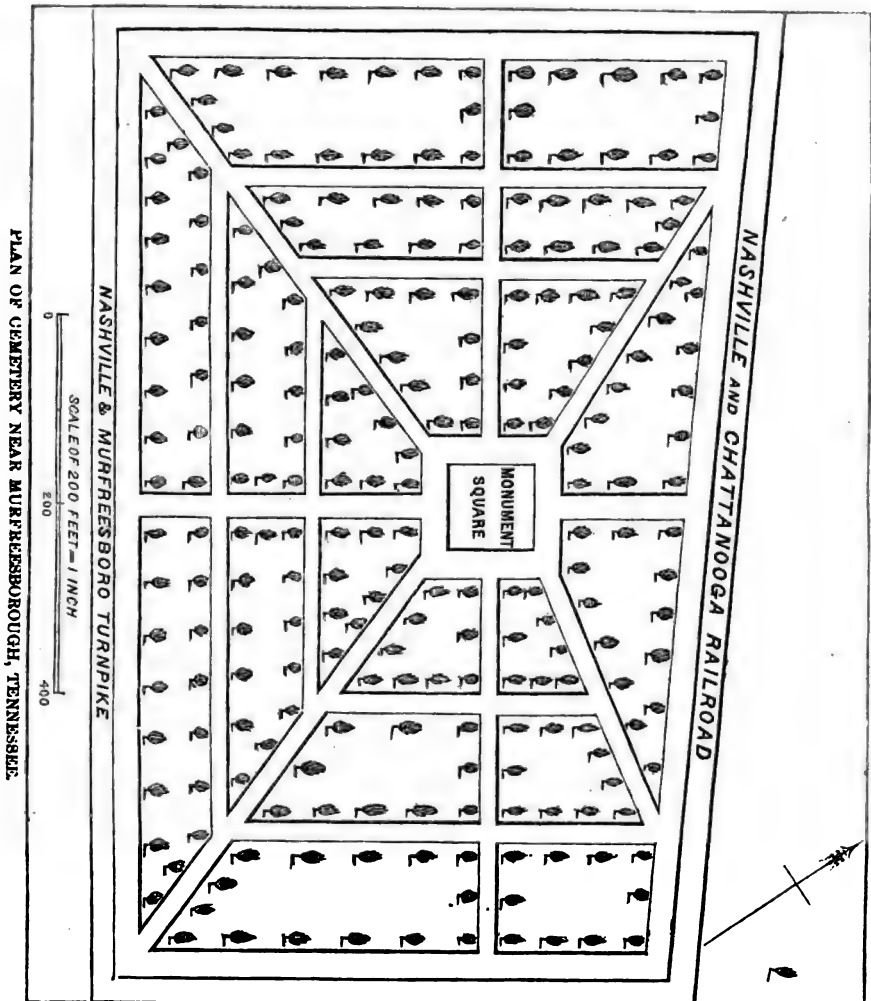 NASHVILLE AND CHATTANOOGA RAILROAD
MONUMENT
SQUARE
NASHVILLE & MURFREESBORO TURNPIKE
SCALE OF 200 FEET = 1 INCH
0 200 400
PLAN OF CEMETERY NEAR MURFREESBOROUGH, TENNESSEE.